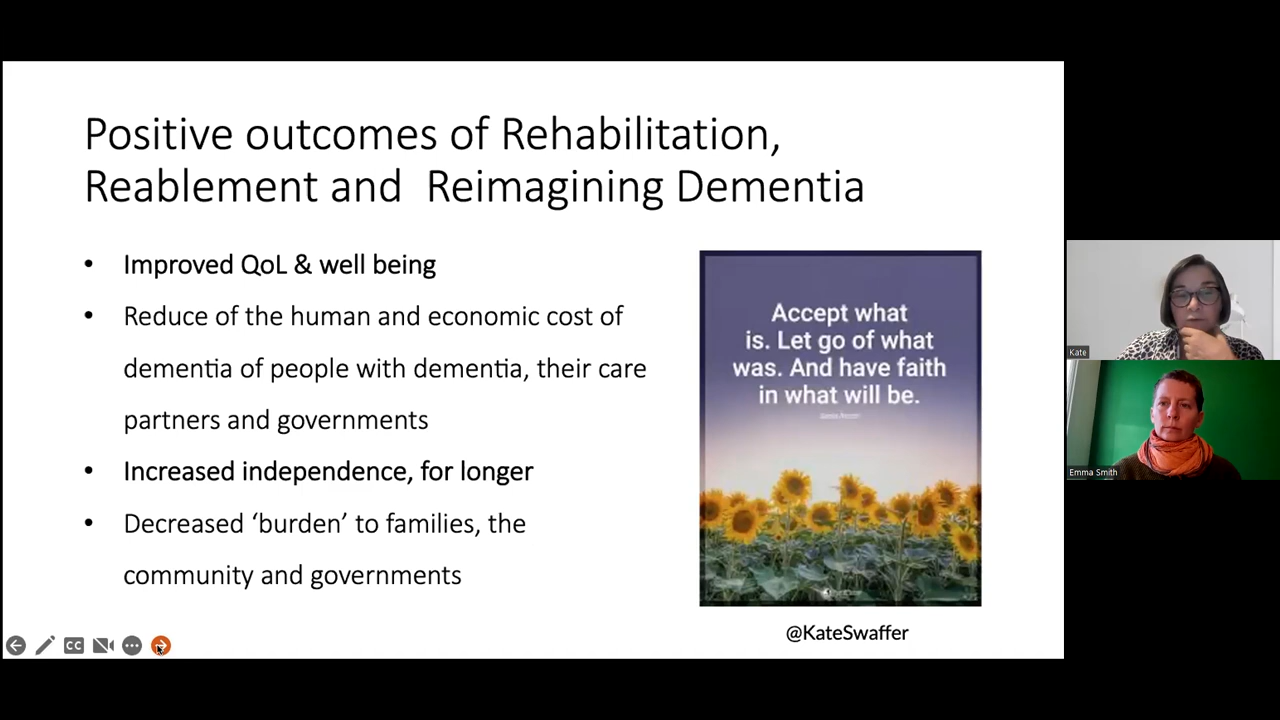 Positive outcomes of Rehabilitation,
Reablement and  Reimagining Dementia
• Improved QoL & well being
• Reduce of the human and economic cost of
dementia of people with dementia, their care
partners and governments
• Increased independence, for longer
• Decreased ‘burden’ to families, the
community and governments
Accept what
is. Let go of what
was. And have faith
in what will be.
@KateSwaffer
CC
Kate
Emma Smith